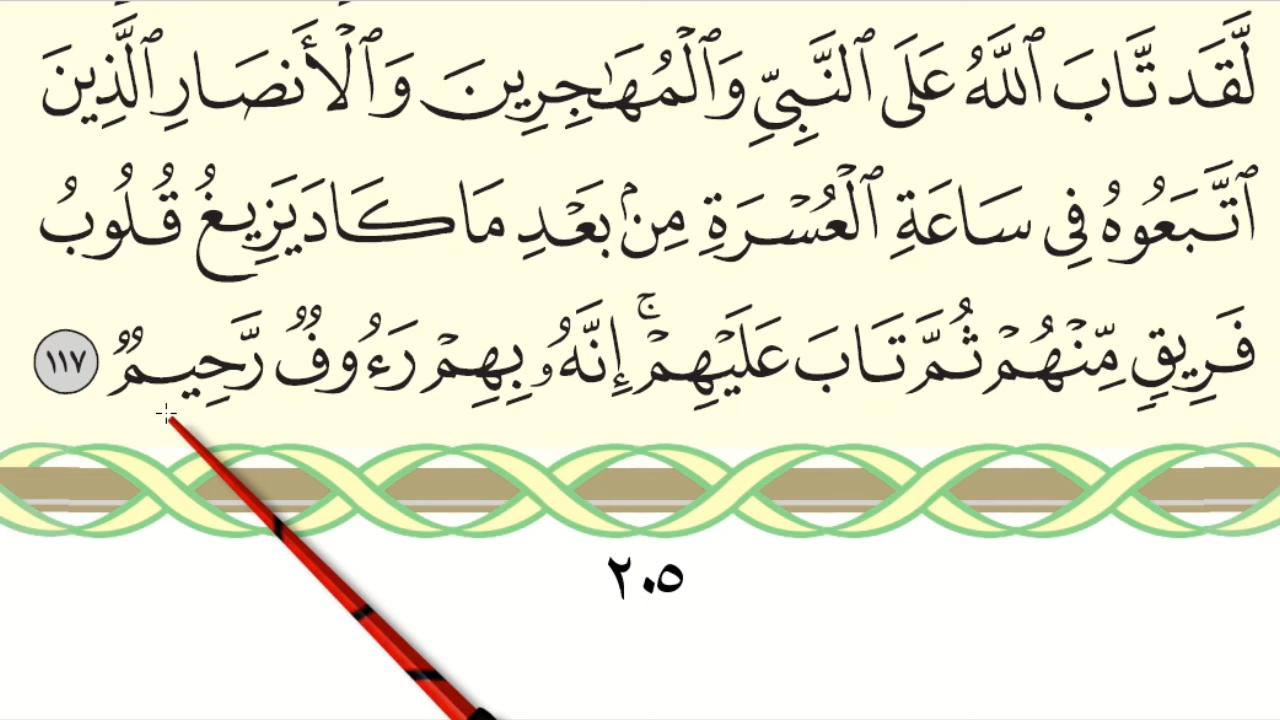 لَّقَد تَّابَ ٱللَّهُ عَلَى ٱلنَّبِيِّ وَٱلْمُهَٰجِرِينَ وَٱلْأَنصَارِ ٱلَّذِينَ
ٱتَّبَعُوهُ فِى سَاعَةِ ٱلْعُسْرَةِ مِنۢ بَعْدِ مَا كَادَ يَزِيغُ قُلُوبُ
فَرِيقٍ مِّنْهُمْ ثُمَّ تَابَ عَلَيْهِمْ ۚ إِنَّهُۥ بِهِمْ رَءُوفٌ رَّحِيمٌ ١١٧
٢٠٥